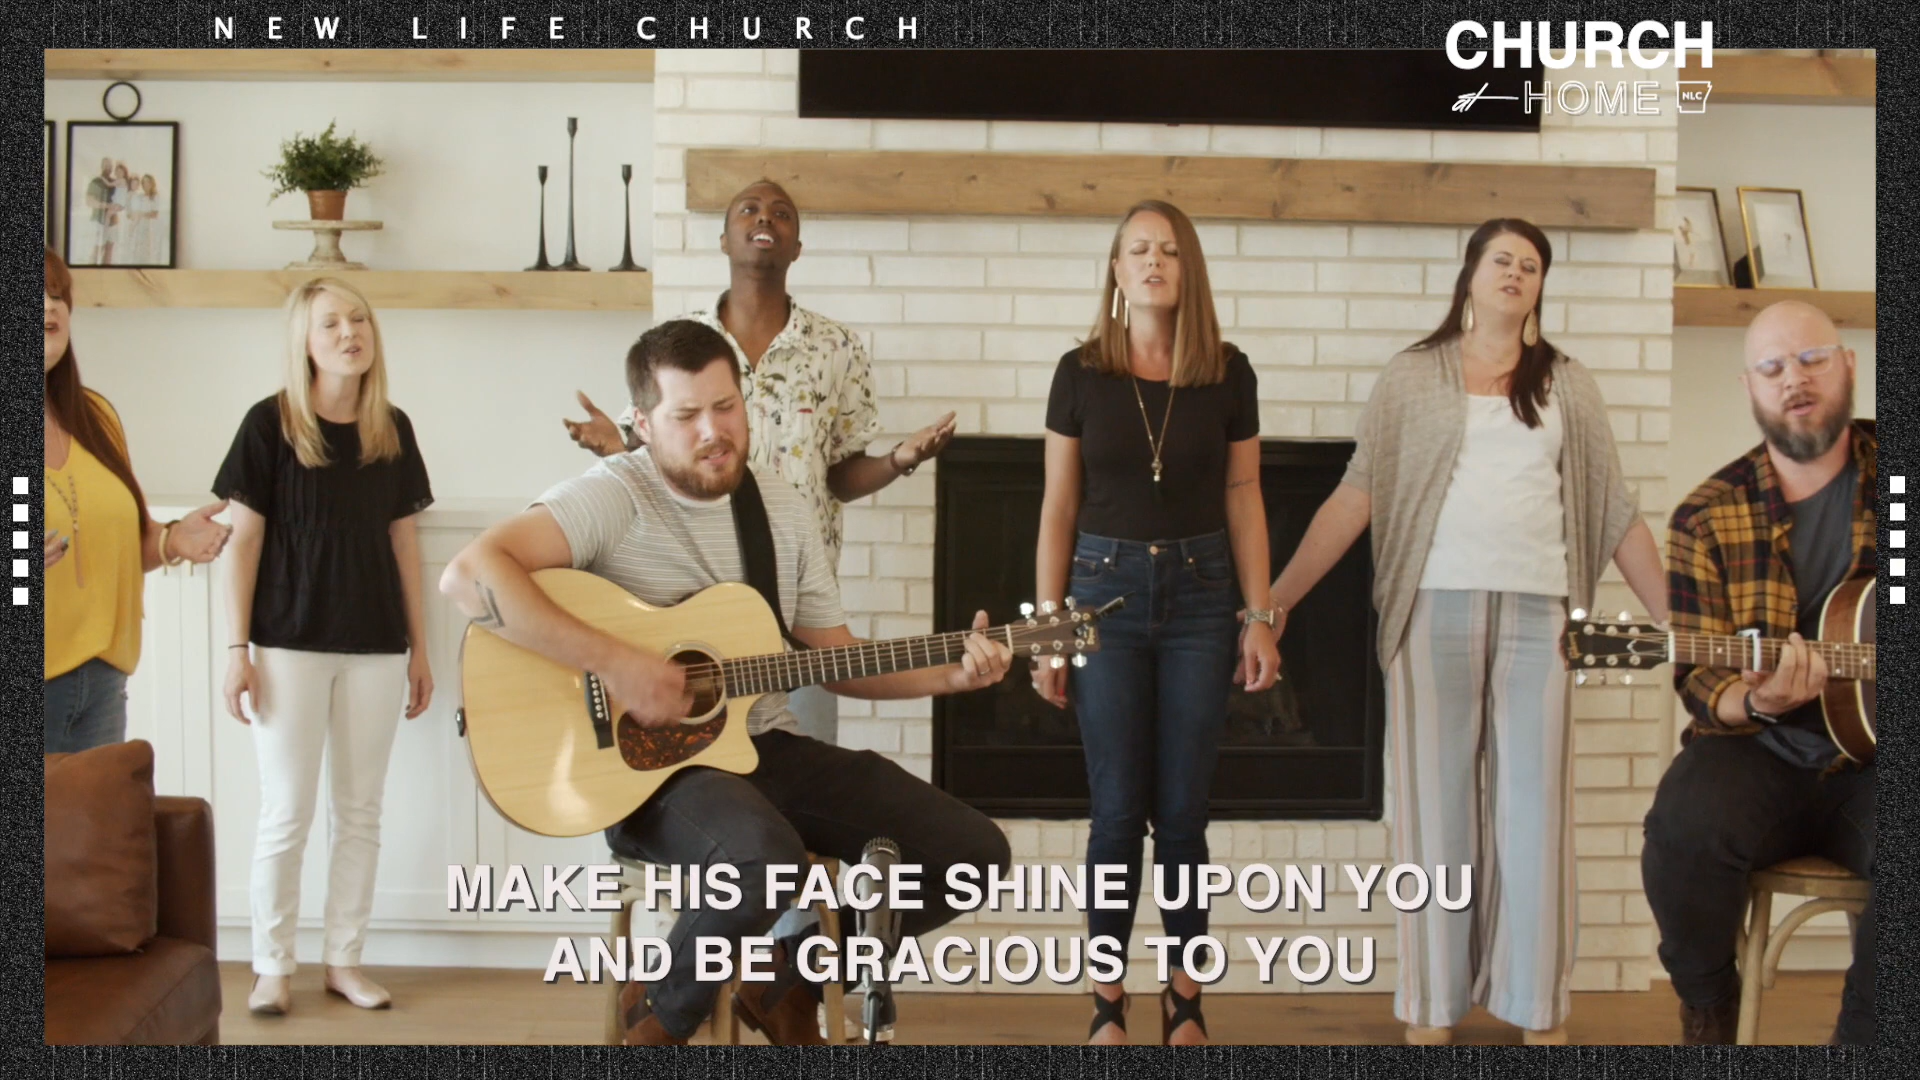 NEW LIFE CHURCH
CHURCH
at HOME NLC
MAKE HIS FACE SHINE UPON YOU
AND BE GRACIOUS TO YOU